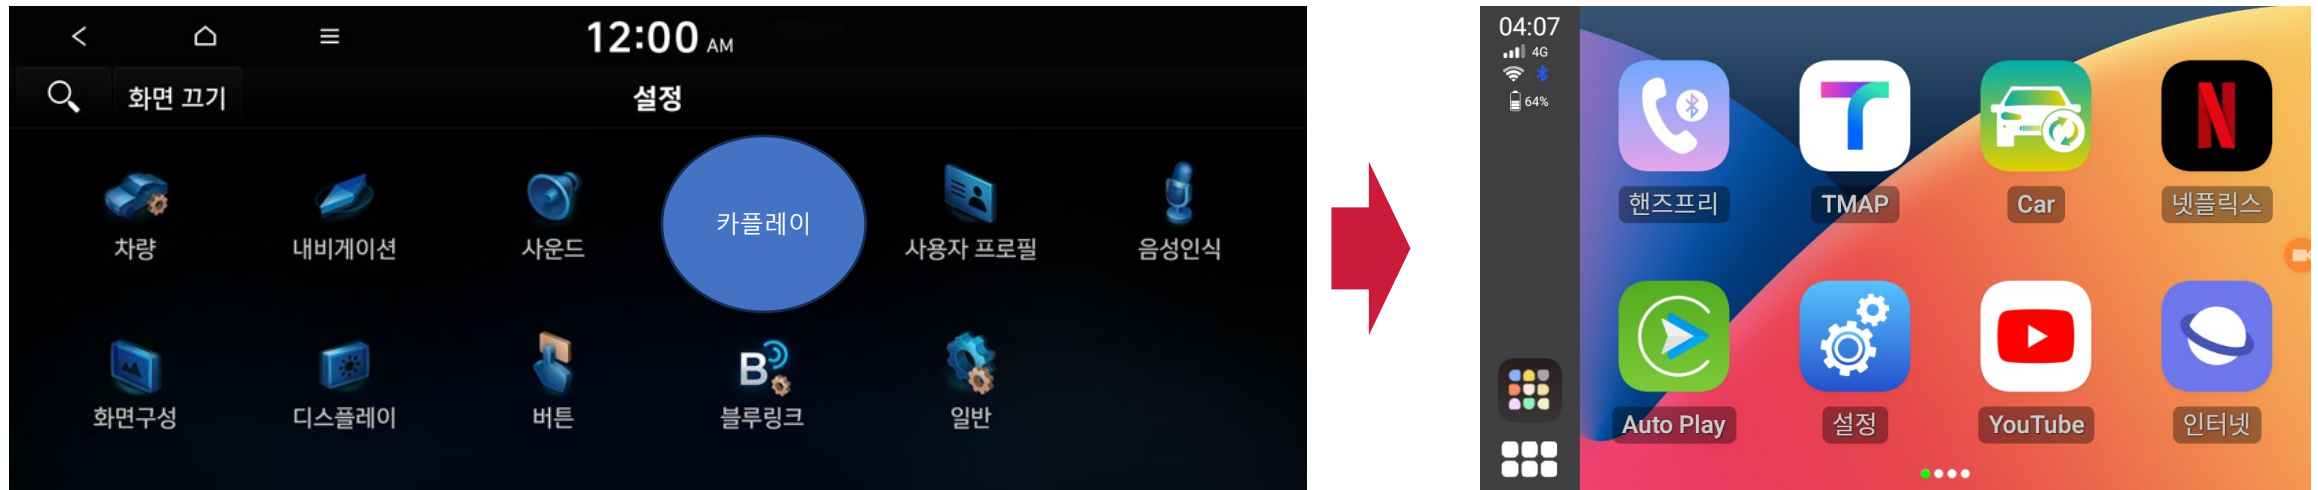 12:00 AM
화면 끄기
설정
차량
내비게이션
사운드
카플레이
사용자 프로필
음성인식
화면구성
디스플레이
버튼
B
블루링크
일반
04:07
4G
64%
핸즈프리
T
TMAP
Car
N
넷플릭스
Auto Play
설정
YouTube
인터넷